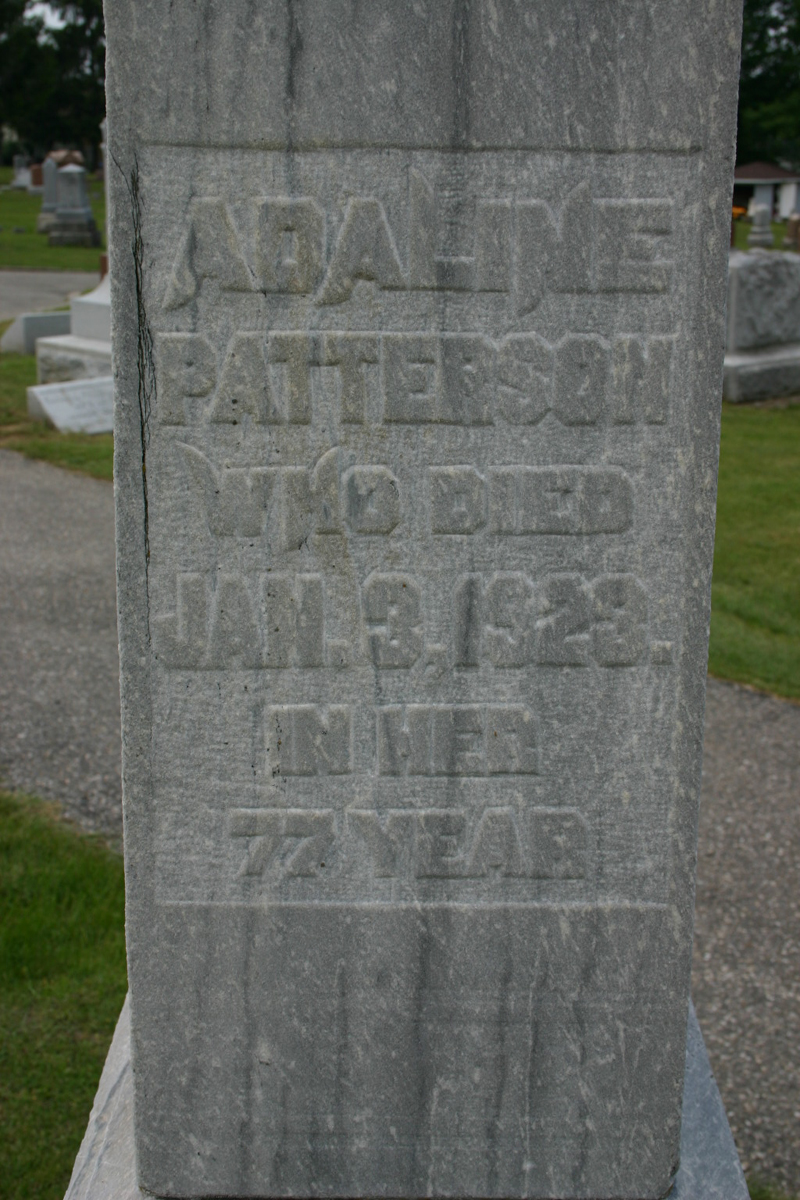 ADALINE
PATTERSON
WHO DIED
JAN. 3, 1923.
IN HER
77 YEAR